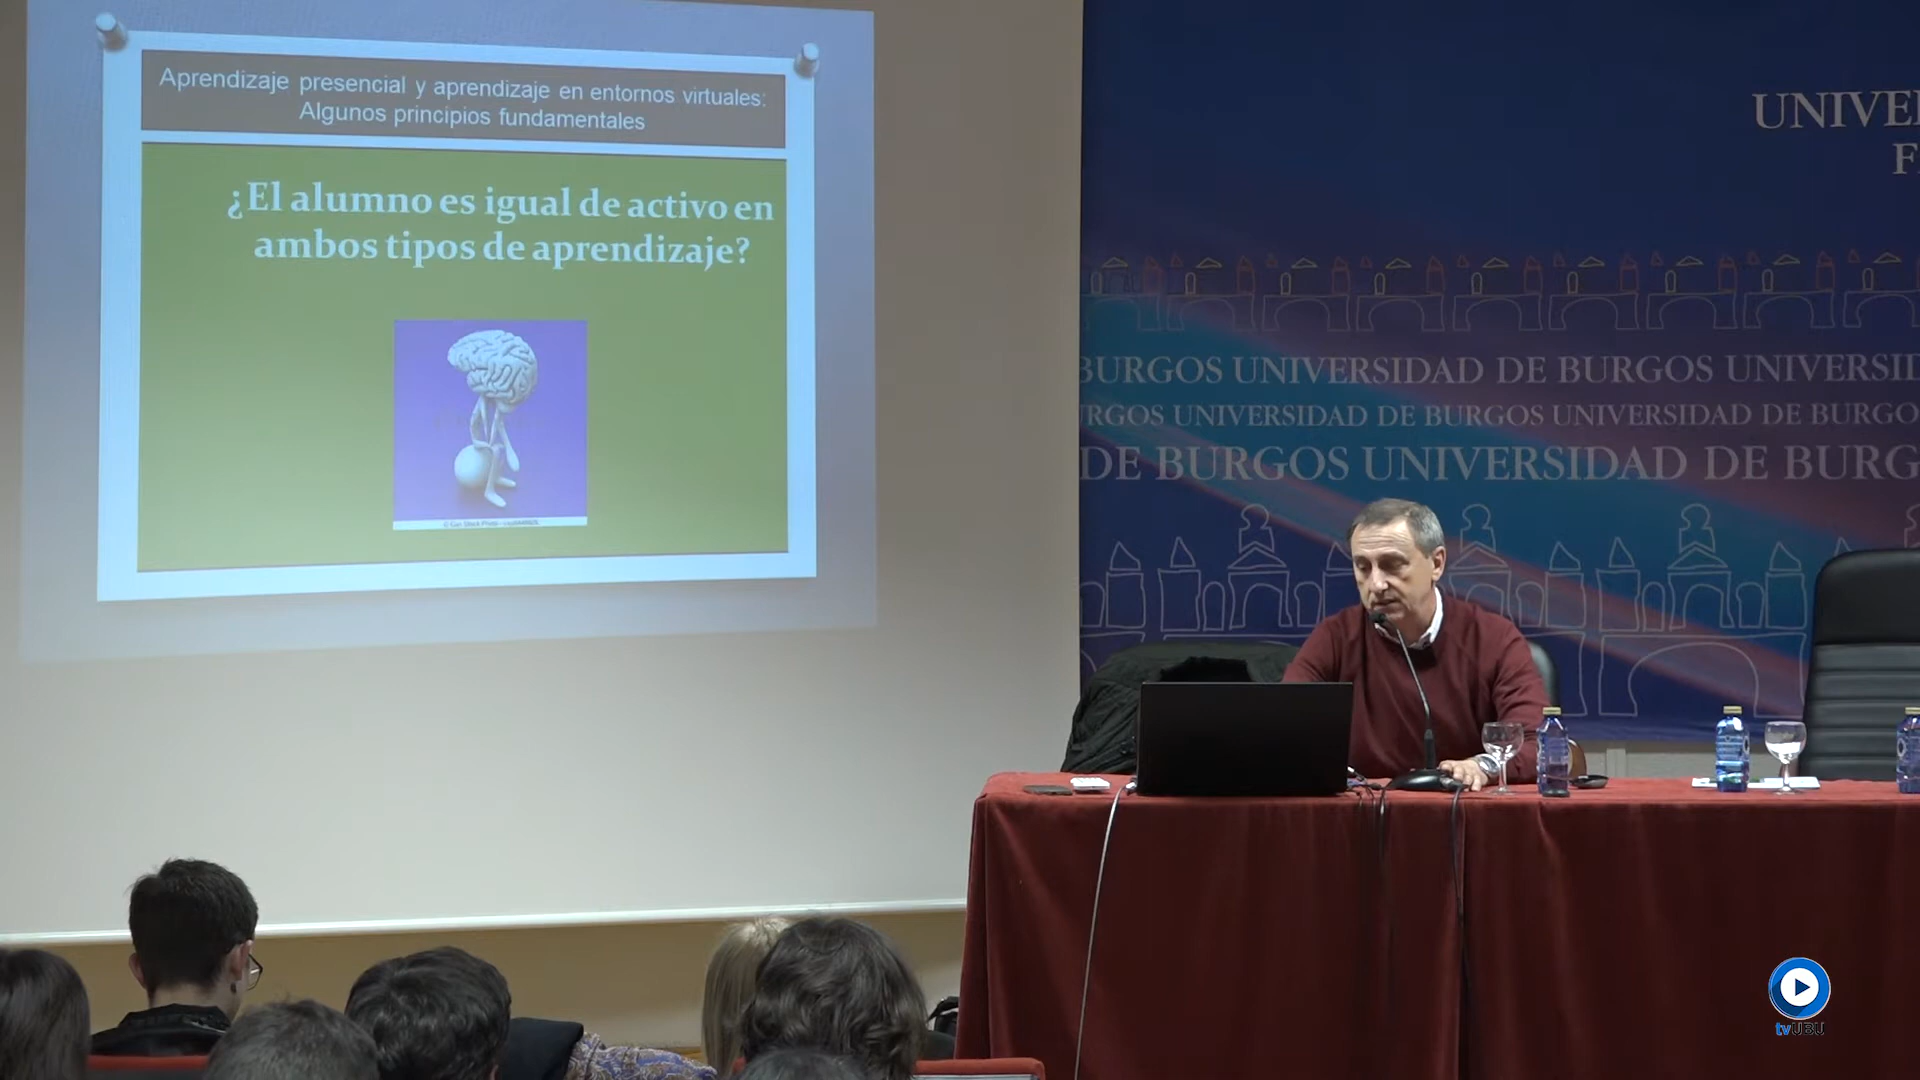 Aprendizaje presencial y aprendizaje en entornos virtuales:
Algunos principios fundamentales
¿El alumno es igual de activo en
ambos tipos de aprendizaje?
UNIVE
F
BURGOS UNIVERSIDAD DE BURGOS UNIVERSID
RGOS UNIVERSIDAD DE BURGOS UNIVERSIDAD DE BURGO
DE BURGOS UNIVERSIDAD DE BURG
tvUBU